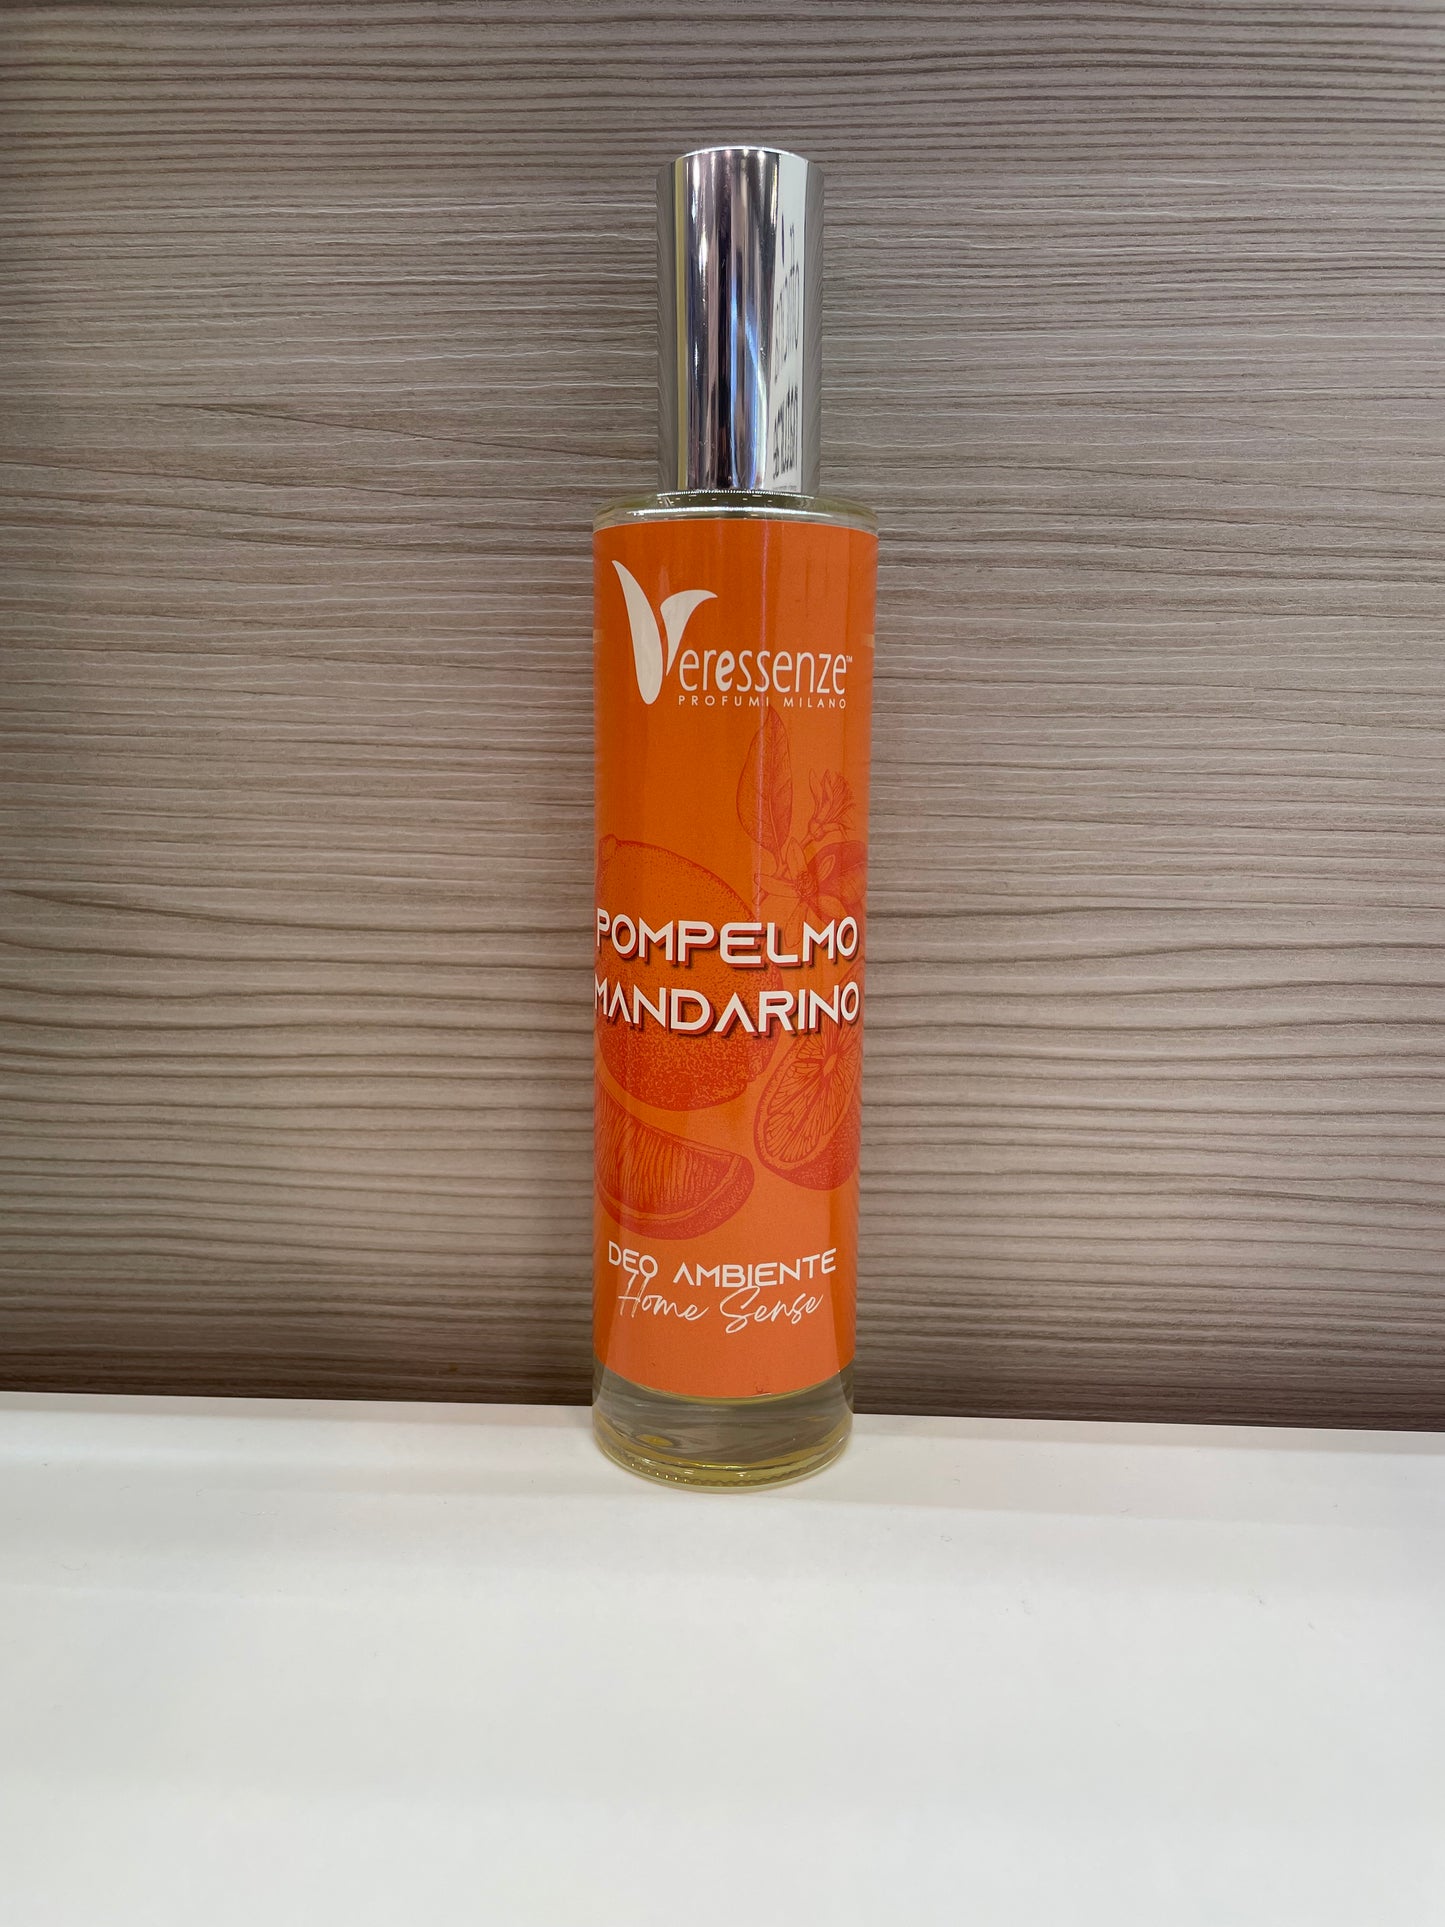 Veressenze™
PROFUMI MILANO
POMPELMO
MANDARINO
DEO AMBIENTE
Home Sense